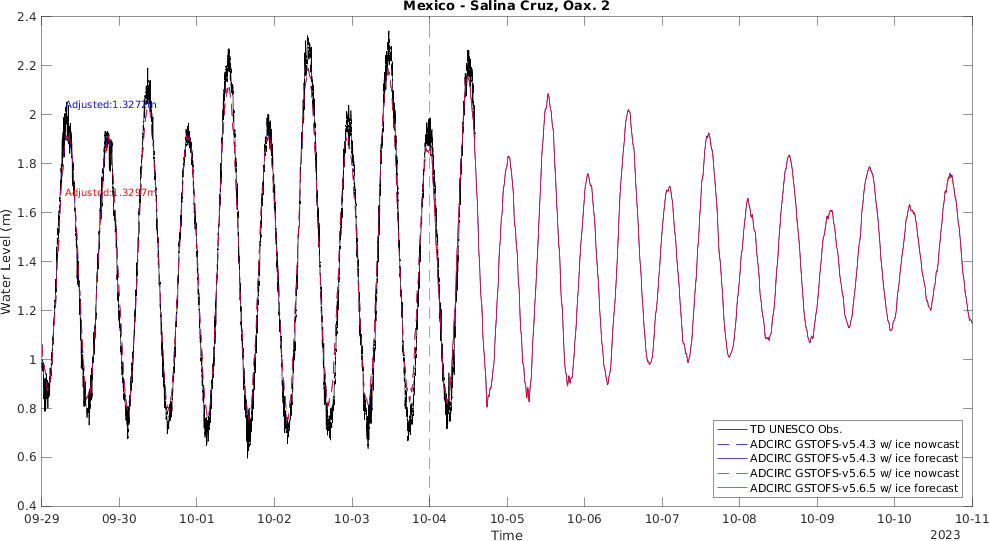 Mexico - Salina Cruz, Oax. 2
2.4
2.2
2
1.8
1.6
1.4
1.2
1
0.8
0.6
0.4
Water Level (m)
Adjusted:1.3272m
Adjusted:1.3297m
TD UNESCO Obs.
ADCIRC GSTOFS-v5.4.3 w/ ice nowcast
ADCIRC GSTOFS-v5.4.3 w/ ice forecast
ADCIRC GSTOFS-v5.6.5 w/ ice nowcast
ADCIRC GSTOFS-v5.6.5 w/ ice forecast
09-29 09-30 10-01 10-02 10-03 10-04 10-05 10-06 10-07 10-08 10-09 10-10 10-11
Time
2023